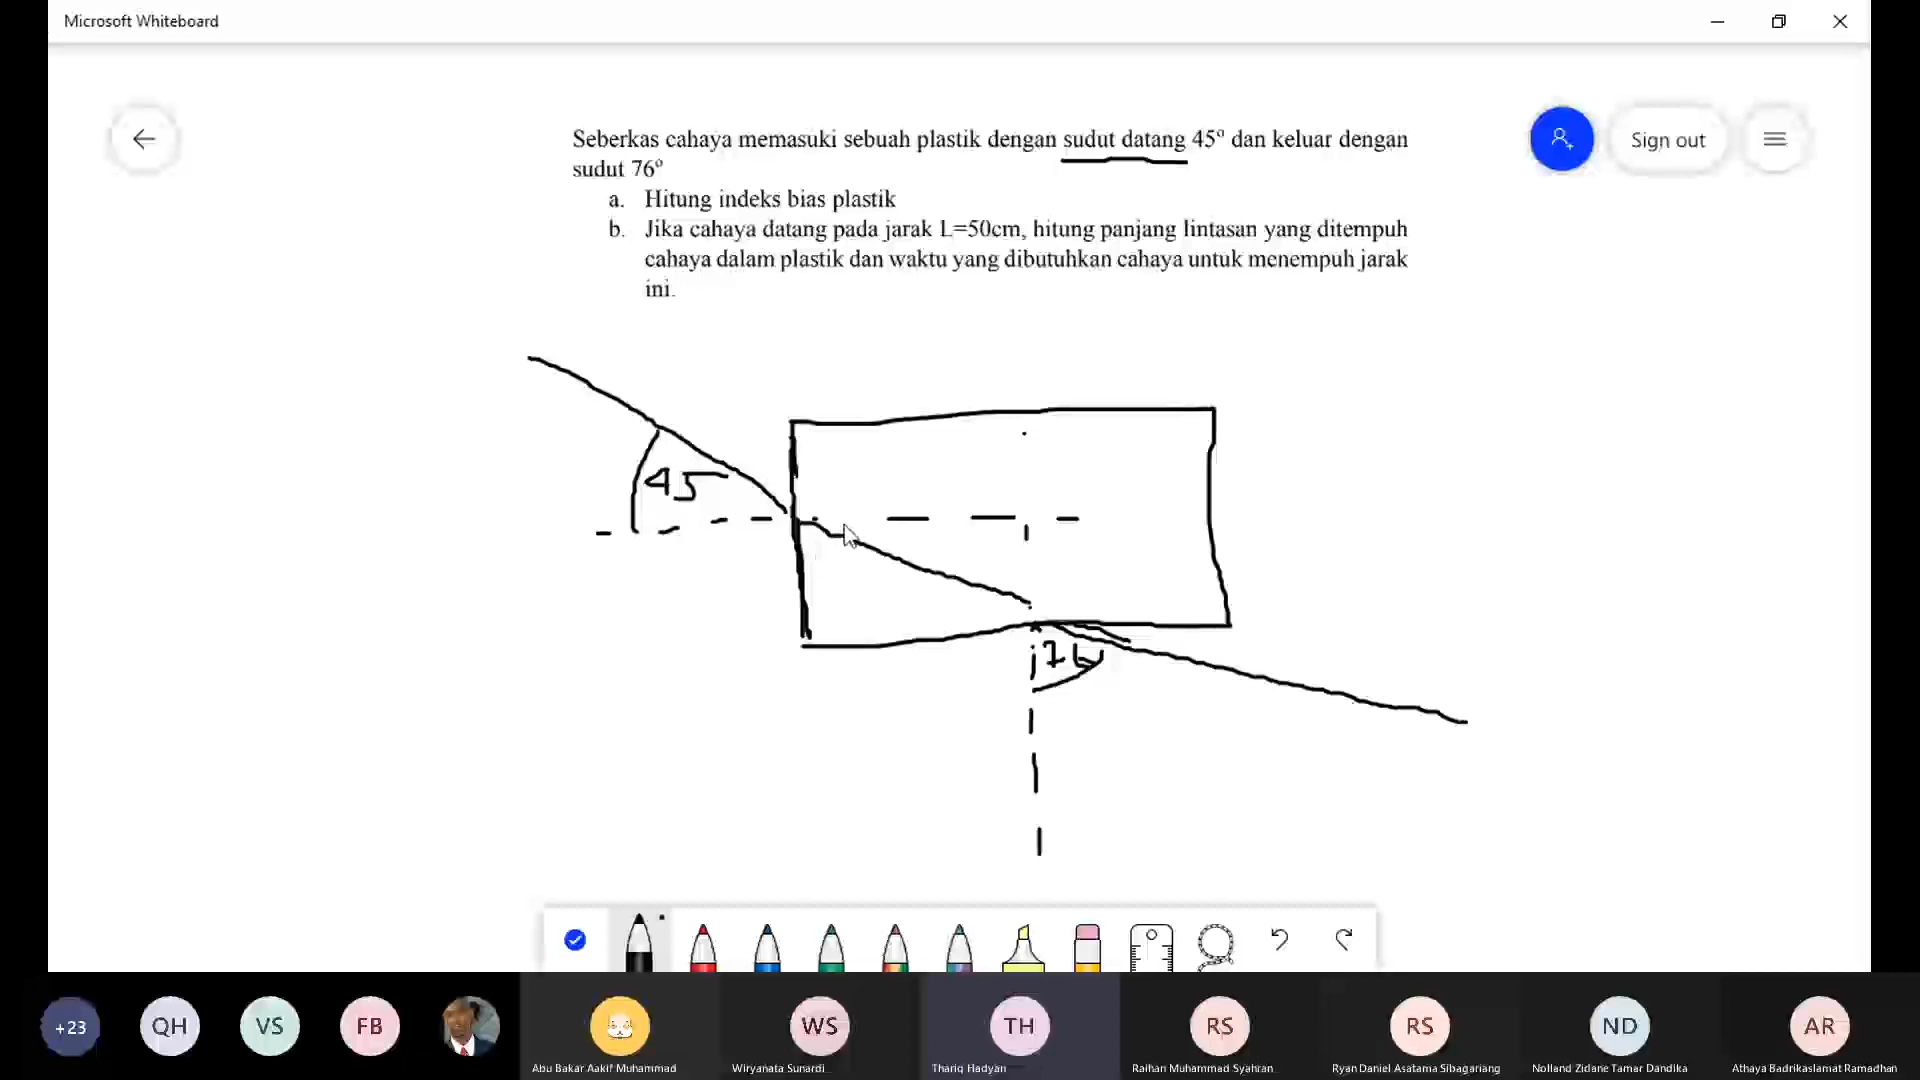 Microsoft Whiteboard
Sign out
Seberkas cahaya memasuki sebuah plastik dengan sudut datang 45° dan keluar dengan
sudut 76°
a. Hitung indeks bias plastik
b. Jika cahaya datang pada jarak L=50cm, hitung panjang lintasan yang ditempuh
cahaya dalam plastik dan waktu yang dibutuhkan cahaya untuk menempuh jarak
ini.
45
76
+23
QH
VS
FB
WS
TH
RS
RS
ND
AR
Abu Bakar Aakif Muhammad
Wiryanata Sunardi...
Thariq Hadyan
Raihan Muhammad Syahran...
Ryan Daniel Asatama Sibagariang
Nolland Zidane Tamar Dandika
Athaya Badrikaslamat Ramadhan